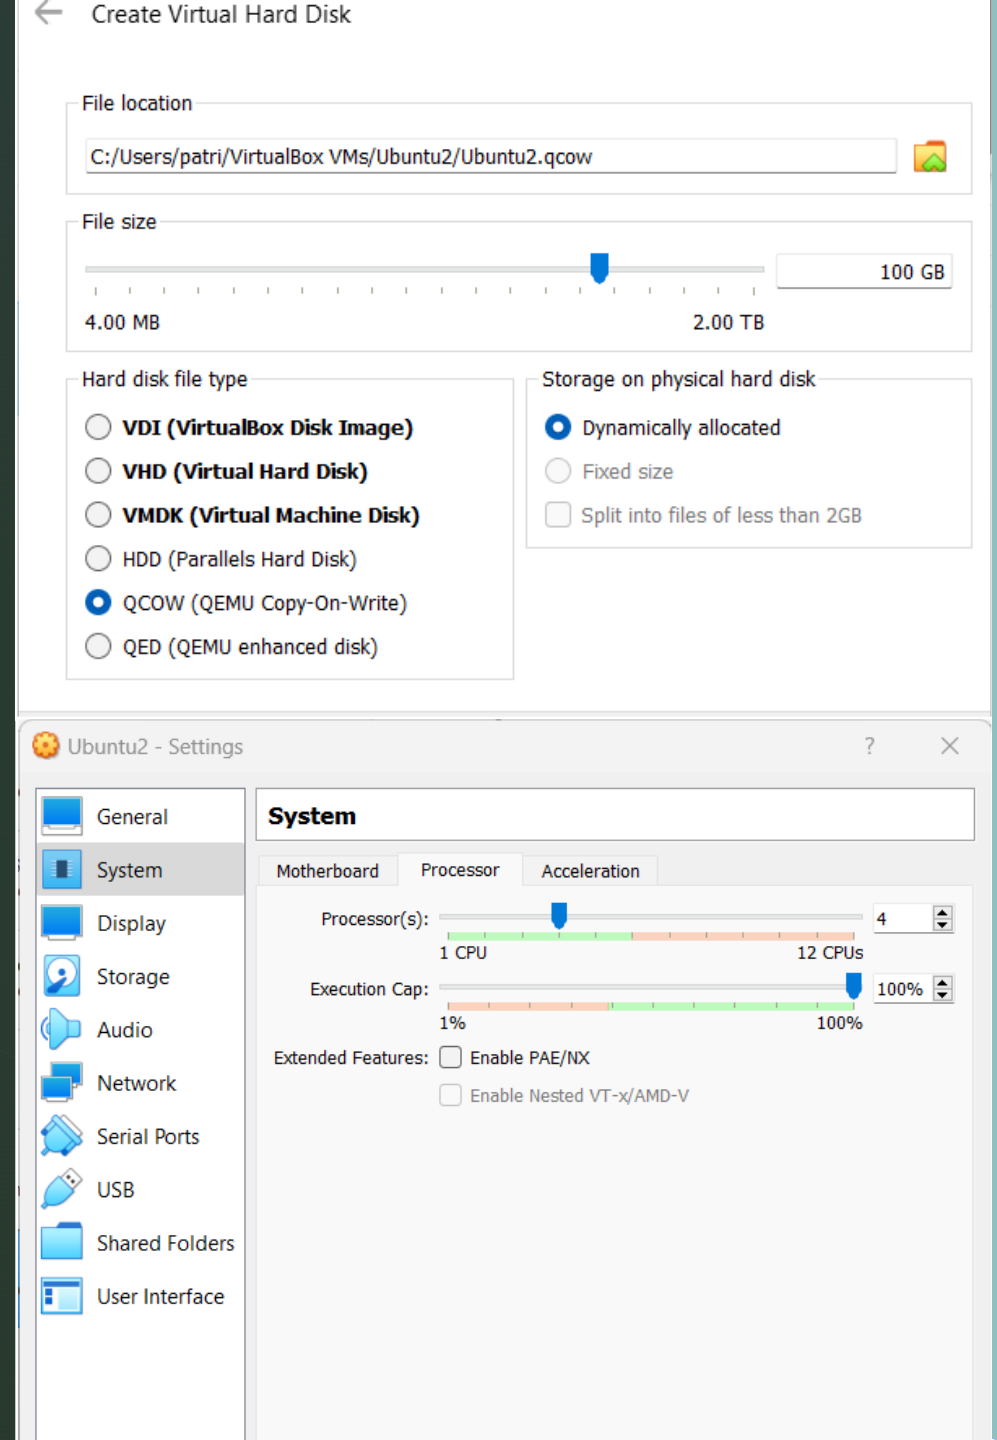 Create Virtual Hard Disk
File location
C:/Users/patri/VirtualBox VMs/Ubuntu2/Ubuntu2.qcow
File size
100 GB
4.00 MB 2.00 TB
Hard disk file type
VDI (VirtualBox Disk Image)
VHD (Virtual Hard Disk)
VMDK (Virtual Machine Disk)
HDD (Parallels Hard Disk)
QCOW (QEMU Copy-On-Write)
QED (QEMU enhanced disk)
Storage on physical hard disk
Dynamically allocated
Fixed size
Split into files of less than 2GB
Ubuntu2 - Settings
?
General
System
Display
Storage
Audio
Network
Serial Ports
USB
Shared Folders
User Interface
System
Motherboard Processor Acceleration
Processor(s): 4
1 CPU 12 CPUs
Execution Cap: 100%
1% 100%
Extended Features: Enable PAE/NX
Enable Nested VT-x/AMD-V